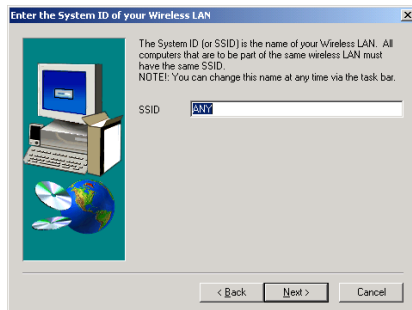 Enter the System ID of your Wireless LAN
The System ID (or SSID) is the name of your Wireless LAN. All
computers that are to be part of the same wireless LAN must
have the same SSID.
NOTE!: You can change this name at any time via the task bar.
SSID
ANY
< Back
Next >
Cancel